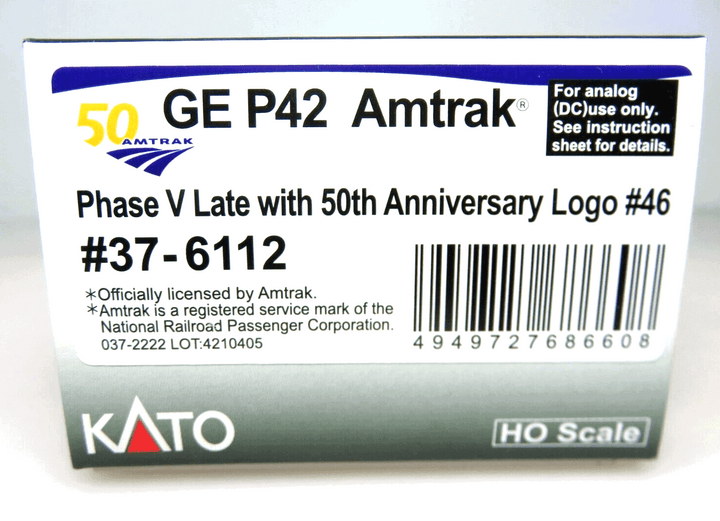 50 AMTRAK
GE P42 Amtrak®
For analog
(DC)use only.
See instruction
sheet for details.
Phase V Late with 50th Anniversary Logo #46
#37-6112
*Officially licensed by Amtrak.
*Amtrak is a registered service mark of the
National Railroad Passenger Corporation.
037-2222 LOT:4210405
4949727686608
KATO
HO Scale